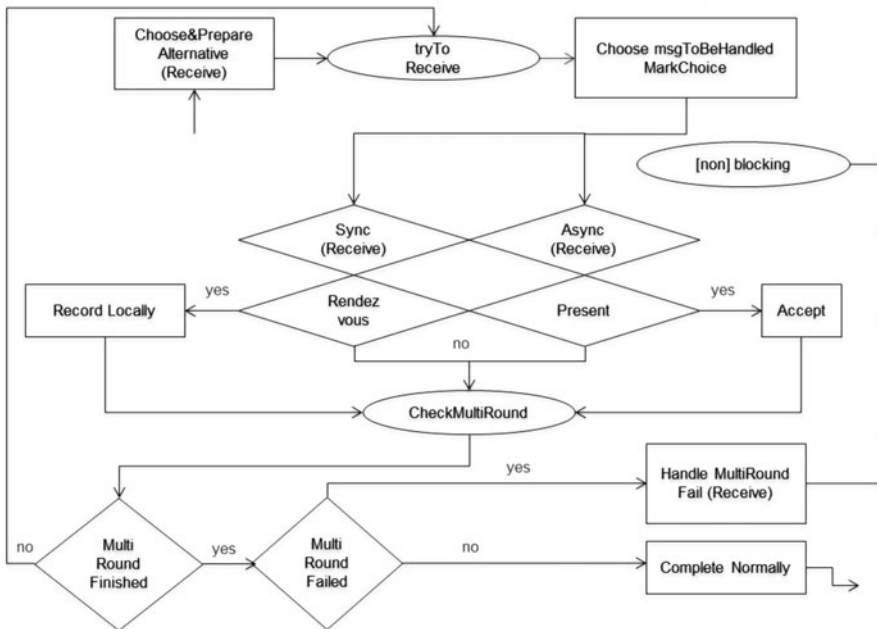 Choose&Prepare
Alternative
(Receive)
tryTo
Receive
Choose msgToBeHandled
MarkChoice
[non] blocking
Sync
(Receive)
Async
(Receive)
yes
Rendez
vous
Present
yes
Record Locally
Accept
no
CheckMultiRound
yes
Handle MultiRound
Fail (Receive)
no
Multi
Round
Finished
yes
Multi
Round
Failed
no
Complete Normally